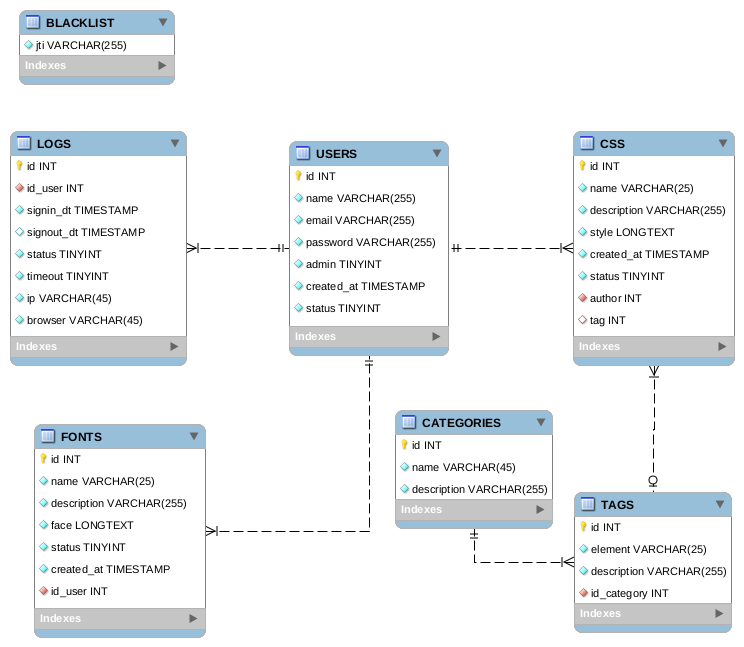 BLACKLIST
jti VARCHAR(255)
Indexes
LOGS
id INT
id_user INT
signin_dt TIMESTAMP
signout_dt TIMESTAMP
status TINYINT
timeout TINYINT
ip VARCHAR(45)
browser VARCHAR(45)
Indexes
USERS
id INT
name VARCHAR(255)
email VARCHAR(255)
password VARCHAR(255)
admin TINYINT
created_at TIMESTAMP
status TINYINT
Indexes
CSS
id INT
name VARCHAR(25)
description VARCHAR(255)
style LONGTEXT
created_at TIMESTAMP
status TINYINT
author INT
tag INT
Indexes
FONTS
id INT
name VARCHAR(25)
description VARCHAR(255)
face LONGTEXT
status TINYINT
created_at TIMESTAMP
id_user INT
Indexes
CATEGORIES
id INT
name VARCHAR(45)
description VARCHAR(255)
Indexes
TAGS
id INT
element VARCHAR(25)
description VARCHAR(255)
id_category INT
Indexes